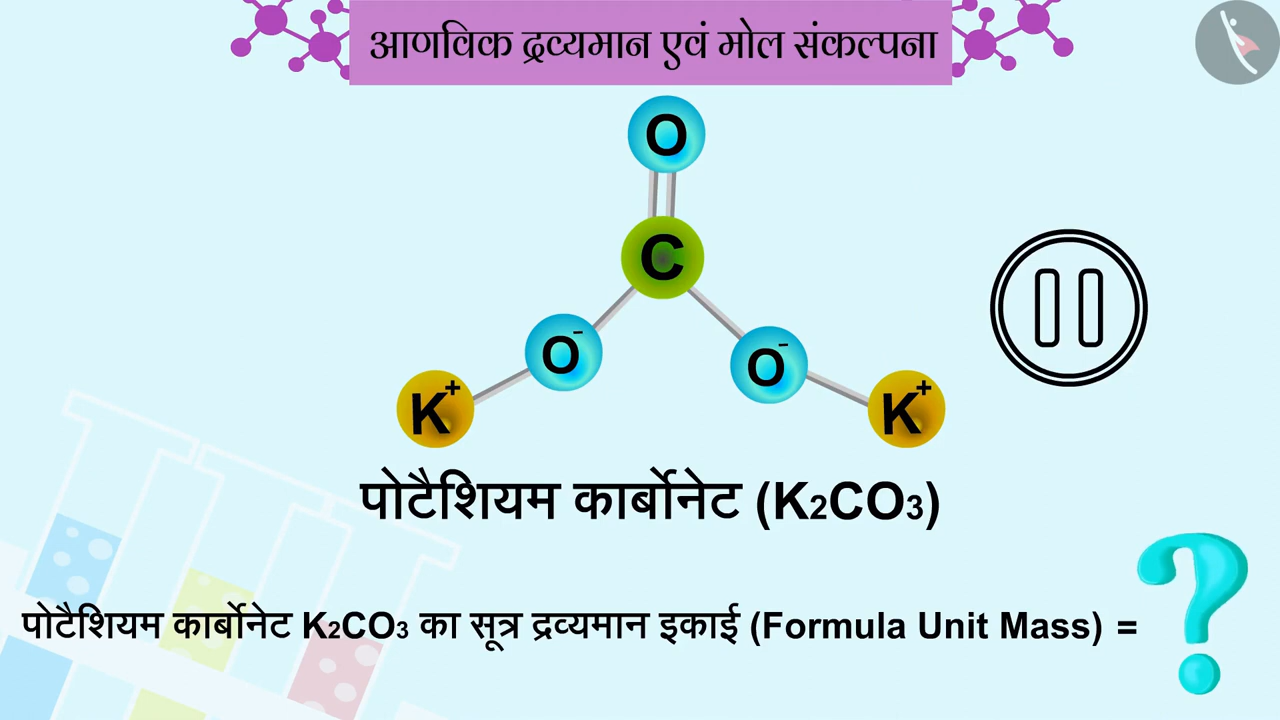 आणविक द्रव्यमान एवं मोल संकल्पना
O
C
O⁻ O⁻
K⁺ K⁺
पोटैशियम कार्बोनेट (K₂CO₃)
पोटैशियम कार्बोनेट K₂CO₃ का सूत्र द्रव्यमान इकाई (Formula Unit Mass) = ?